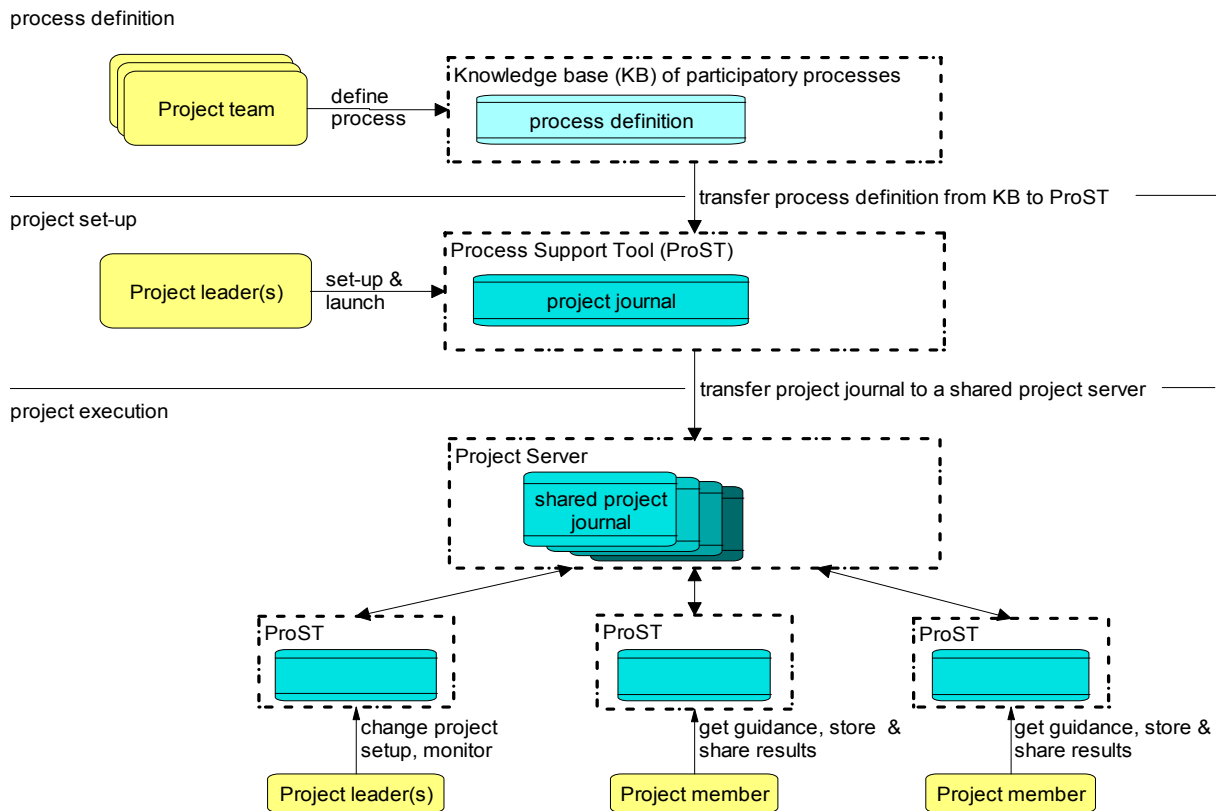 process definition
Knowledge base (KB) of participatory processes
Project team
define
process
process definition
transfer process definition from KB to ProST
project set-up
Process Support Tool (ProST)
Project leader(s)
set-up &
launch
project journal
transfer project journal to a shared project server
project execution
Project Server
shared project
journal
ProST
ProST
ProST
change project
setup, monitor
get guidance, store &
share results
get guidance, store &
share results
Project leader(s)
Project member
Project member